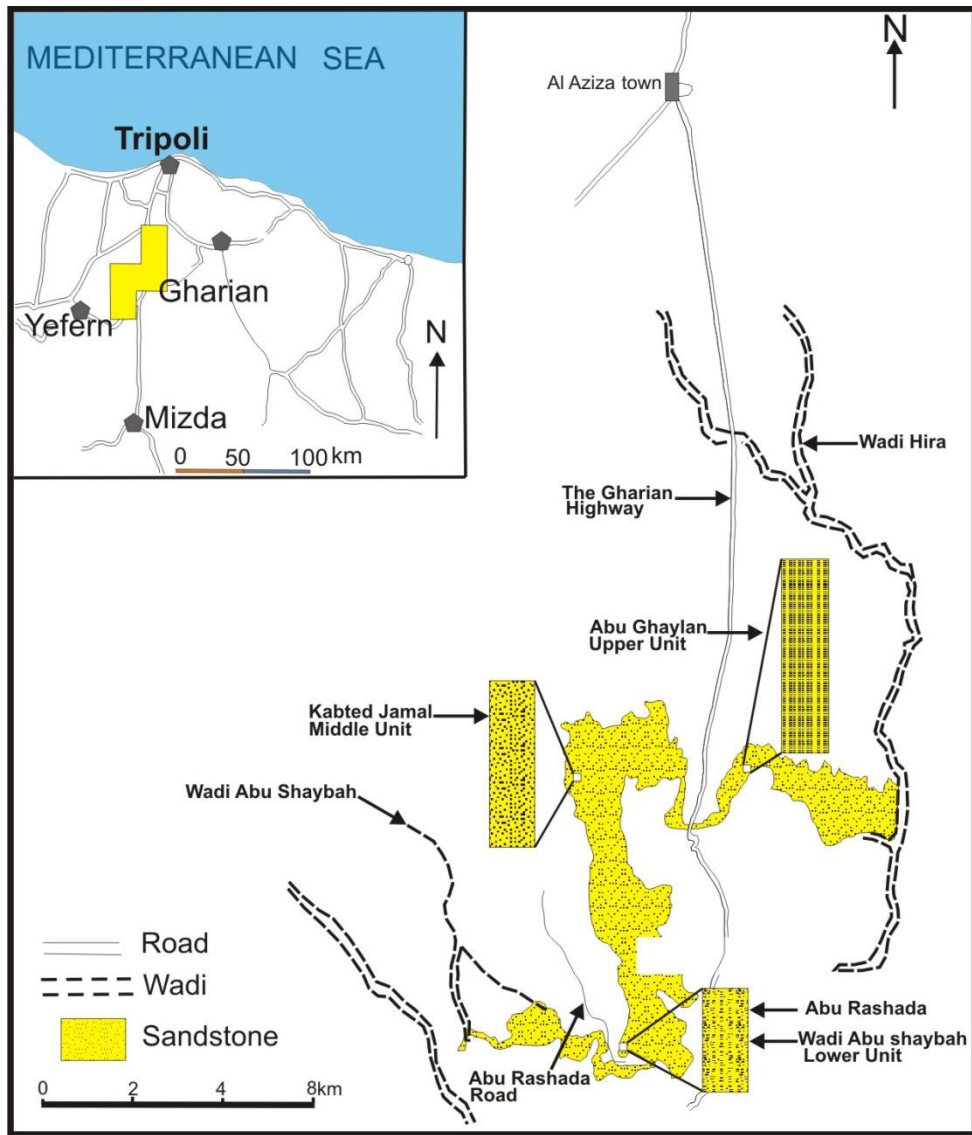 MEDITERRANEAN SEA
Tripoli
Gharian
Yefern
N
Mizda
0 50 100 km
N
Al Aziza town
Wadi Hira
The Gharian
Highway
Abu Ghaylan
Upper Unit
Kabted Jamal
Middle Unit
Wadi Abu Shaybah
Road
Wadi
Sandstone
0 2 4 8km
Abu Rashada
Road
Abu Rashada
Wadi Abu shaybah
Lower Unit